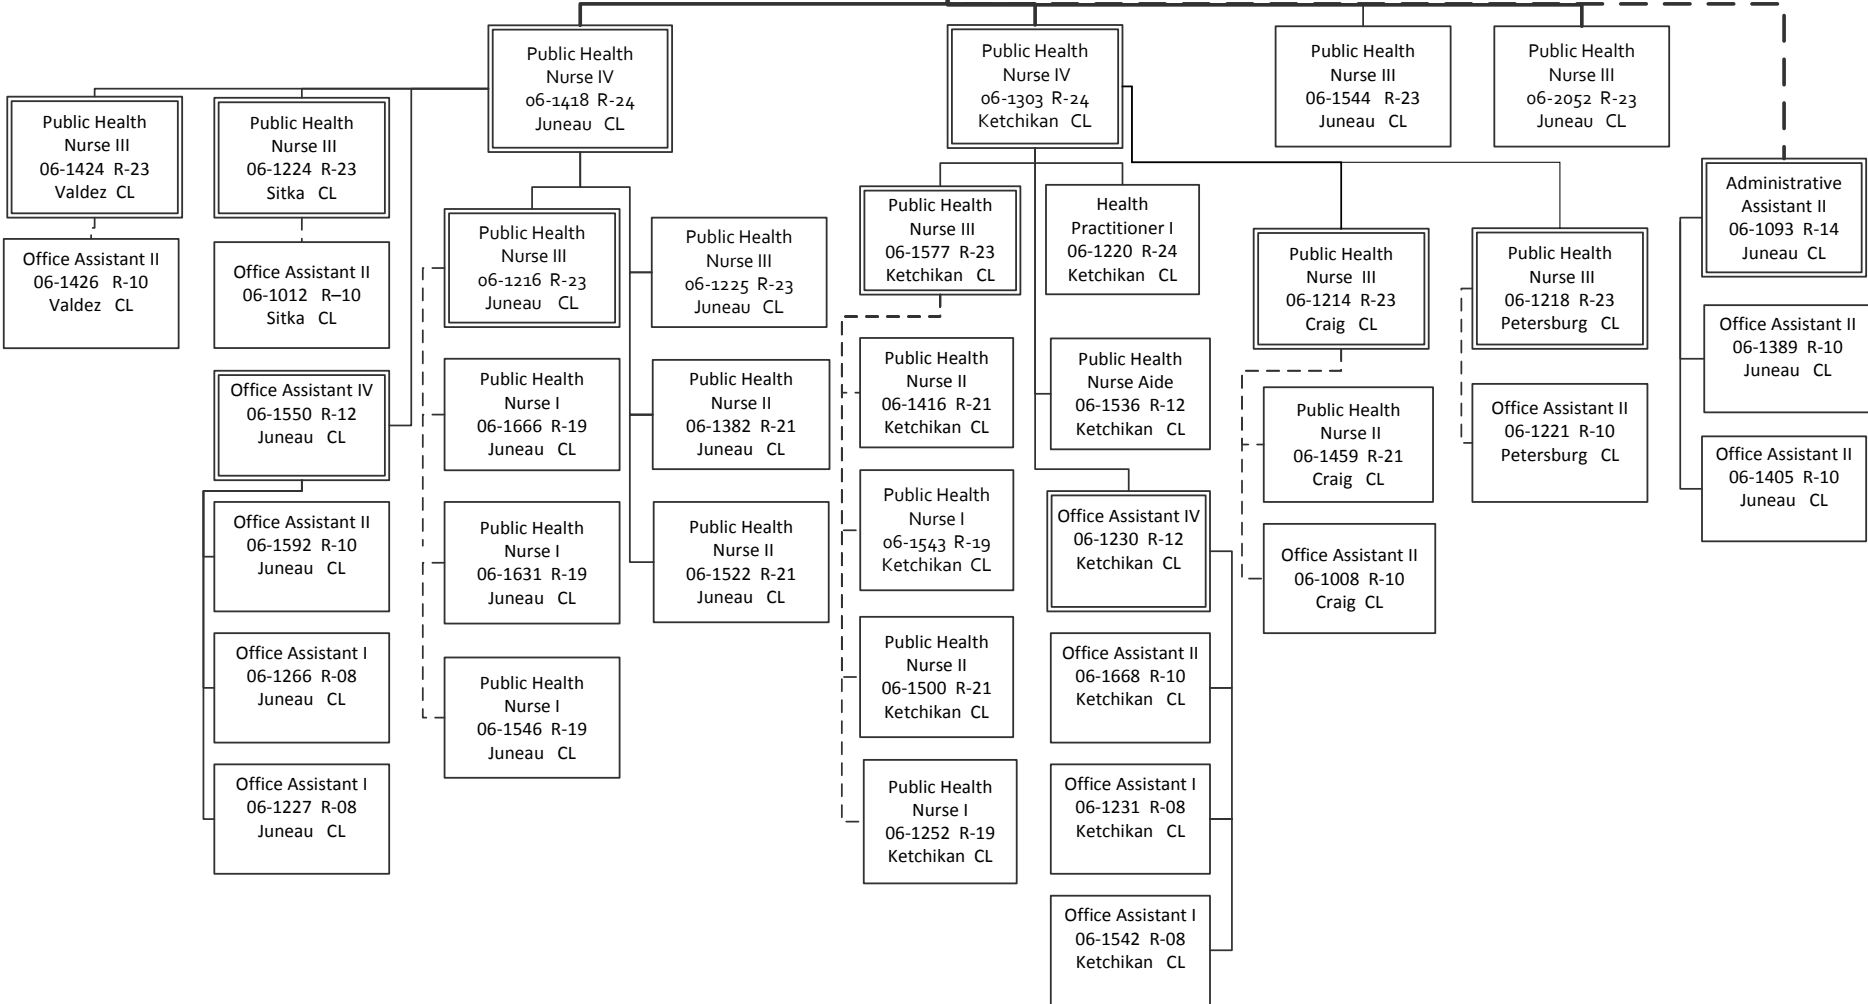 Public Health
Nurse IV
06-1418 R-24
Juneau CL
Public Health
Nurse IV
06-1303 R-24
Ketchikan CL
Public Health
Nurse III
06-1544 R-23
Juneau CL
Public Health
Nurse III
06-2052 R-23
Juneau CL
Public Health
Nurse III
06-1424 R-23
Valdez CL
Public Health
Nurse III
06-1224 R-23
Sitka CL
Office Assistant II
06-1426 R-10
Valdez CL
Office Assistant II
06-1012 R–10
Sitka CL
Office Assistant IV
06-1550 R-12
Juneau CL
Office Assistant II
06-1592 R-10
Juneau CL
Office Assistant I
06-1266 R-08
Juneau CL
Office Assistant I
06-1227 R-08
Juneau CL
Public Health
Nurse III
06-1216 R-23
Juneau CL
Public Health
Nurse I
06-1666 R-19
Juneau CL
Public Health
Nurse I
06-1631 R-19
Juneau CL
Public Health
Nurse I
06-1546 R-19
Juneau CL
Public Health
Nurse III
06-1225 R-23
Juneau CL
Public Health
Nurse II
06-1382 R-21
Juneau CL
Public Health
Nurse II
06-1522 R-21
Juneau CL
Public Health
Nurse III
06-1577 R-23
Ketchikan CL
Public Health
Nurse II
06-1416 R-21
Ketchikan CL
Public Health
Nurse I
06-1543 R-19
Ketchikan CL
Public Health
Nurse II
06-1500 R-21
Ketchikan CL
Public Health
Nurse I
06-1252 R-19
Ketchikan CL
Health
Practitioner I
06-1220 R-24
Ketchikan CL
Public Health
Nurse Aide
06-1536 R-12
Ketchikan CL
Office Assistant IV
06-1230 R-12
Ketchikan CL
Office Assistant II
06-1668 R-10
Ketchikan CL
Office Assistant I
06-1231 R-08
Ketchikan CL
Office Assistant I
06-1542 R-08
Ketchikan CL
Public Health
Nurse III
06-1214 R-23
Craig CL
Public Health
Nurse II
06-1459 R-21
Craig CL
Office Assistant II
06-1008 R-10
Craig CL
Public Health
Nurse III
06-1218 R-23
Petersburg CL
Office Assistant II
06-1221 R-10
Petersburg CL
Administrative
Assistant II
06-1093 R-14
Juneau CL
Office Assistant II
06-1389 R-10
Juneau CL
Office Assistant II
06-1405 R-10
Juneau CL